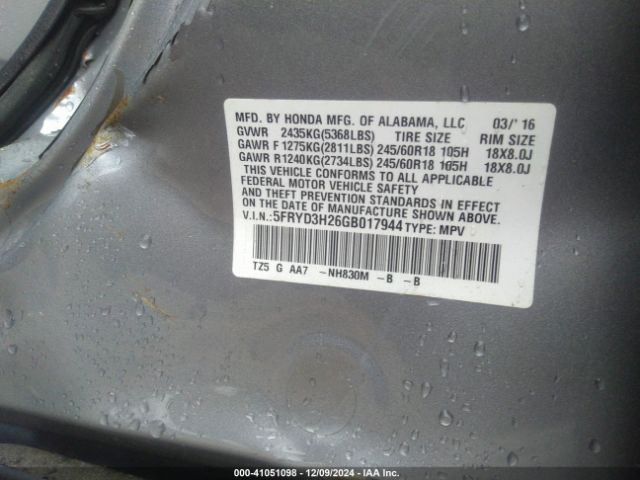 MFD. BY HONDA MFG. OF ALABAMA, LLC 03/'16
GVWR 2435KG(5368LBS) TIRE SIZE RIM SIZE
GAWR F 1275KG(2811LBS) 245/60R18 105H 18X8.0J
GAWR R 1240KG(2734LBS) 245/60R18 105H 18X8.0J
THIS VEHICLE CONFORMS TO ALL APPLICABLE
FEDERAL MOTOR VEHICLE SAFETY
AND THEFT PREVENTION STANDARDS IN EFFECT
ON THE DATE OF MANUFACTURE SHOWN ABOVE.
V.I.N.: 5FRYD3H26GB017944 TYPE: MPV
TZ5 G AA7 -NH830M -B -B
000-41051098 - 12/09/2024 - IAA Inc.